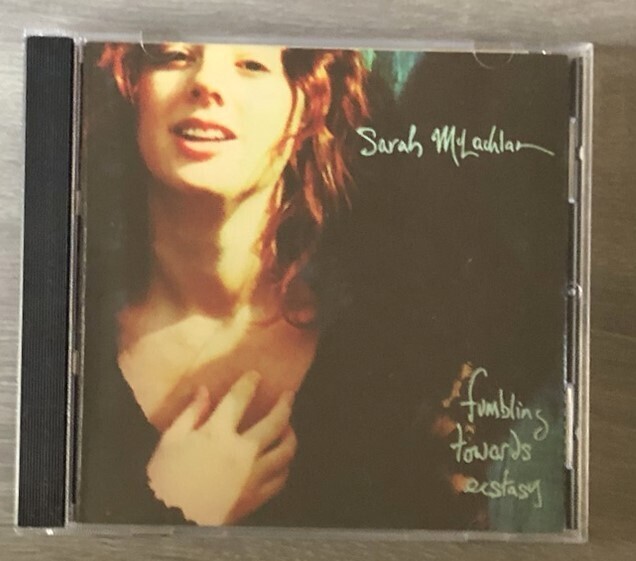 Sarah McLachlan
fumbling
towards
ecstasy